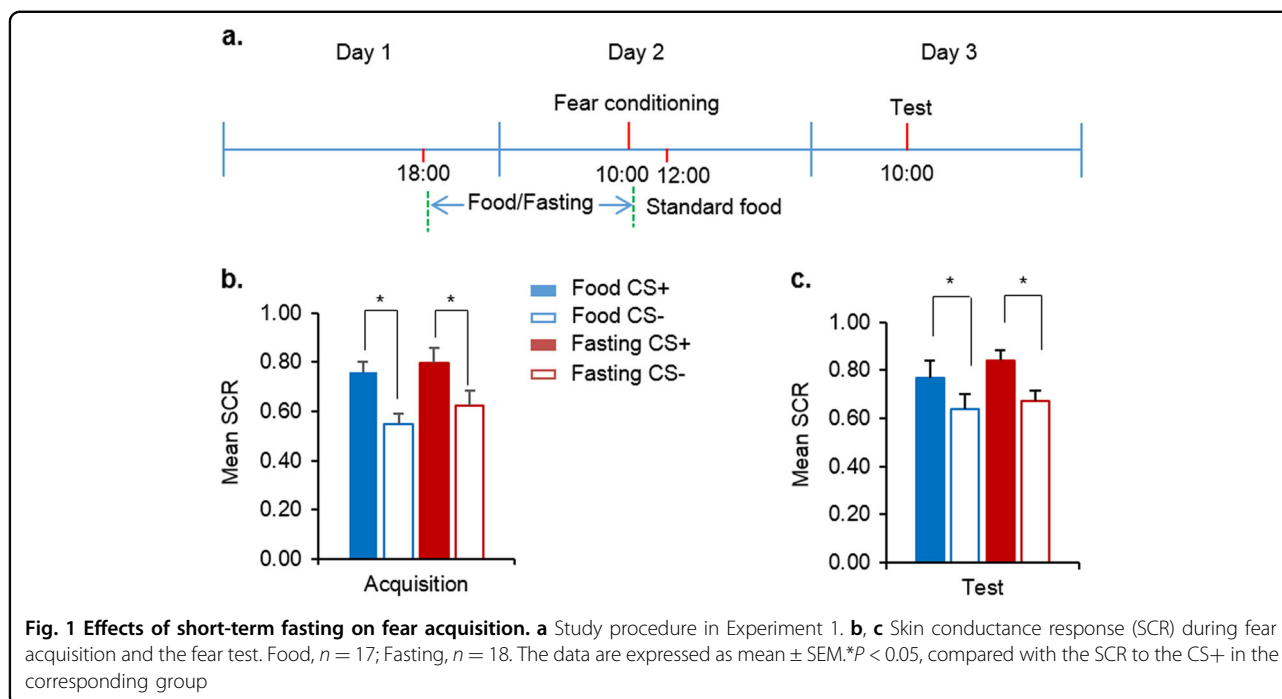 a.
Day 1 Day 2 Day 3
Fear conditioning Test
18:00 10:00 12:00 10:00
Food/Fasting Standard food
b.
Mean SCR
1.00
0.80
0.60
0.40
0.20
0.00
* *
Acquisition
Food CS+
Food CS-
Fasting CS+
Fasting CS-
c.
Mean SCR
1.00
0.80
0.60
0.40
0.20
0.00
* *
Test
Fig. 1 Effects of short-term fasting on fear acquisition. a Study procedure in Experiment 1. b, c Skin conductance response (SCR) during fear
acquisition and the fear test. Food, n = 17; Fasting, n = 18. The data are expressed as mean ± SEM.*P < 0.05, compared with the SCR to the CS+ in the
corresponding group